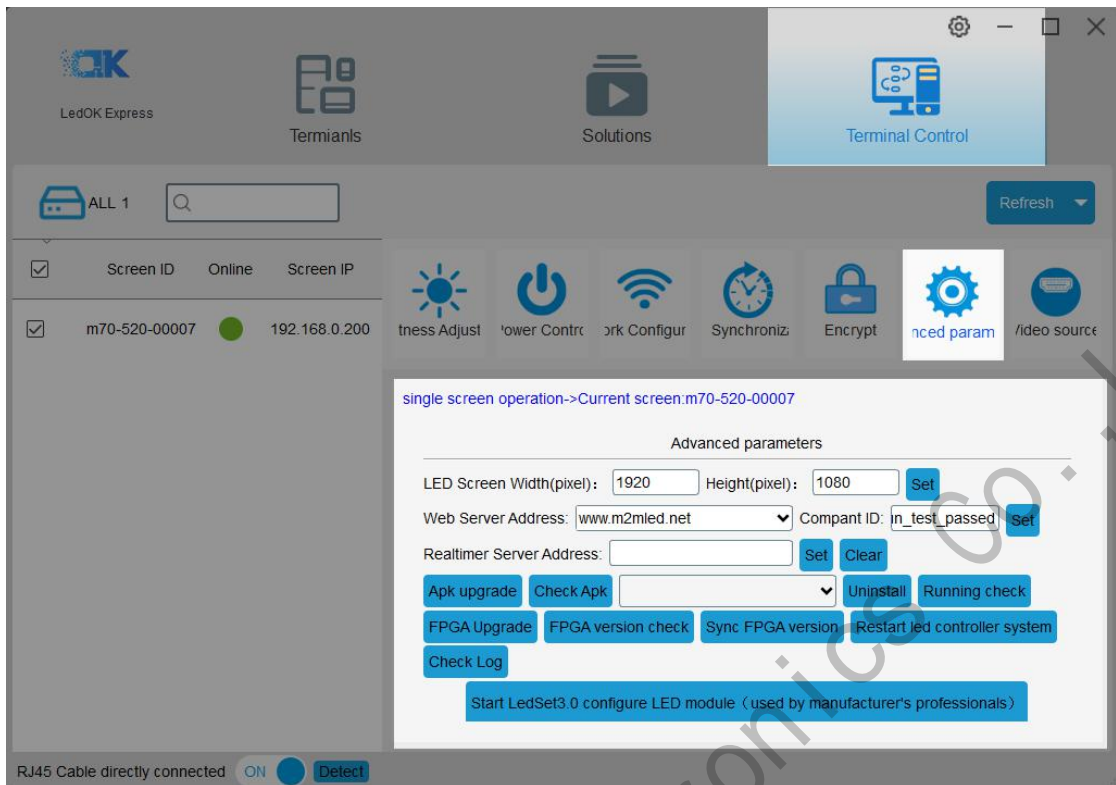 LedOK Express
Termianls
Solutions
Terminal Control
ALL 1
Refresh
Screen ID Online Screen IP
m70-520-00007 192.168.0.200
tness Adjust ower Contro ork Configur Synchroniz Encrypt nced param Video source
single screen operation->Current screen:m70-520-00007
Advanced parameters
LED Screen Width(pixel): 1920 Height(pixel): 1080 Set
Web Server Address: www.m2mled.net Compant ID: in_test_passed Set
Realtimer Server Address: Set Clear
Apk upgrade Check Apk Uninstall Running check
FPGA Upgrade FPGA version check Sync FPGA version Restart led controller system
Check Log
Start LedSet3.0 configure LED module（used by manufacturer's professionals）
RJ45 Cable directly connected ON Detect
onics Co.,